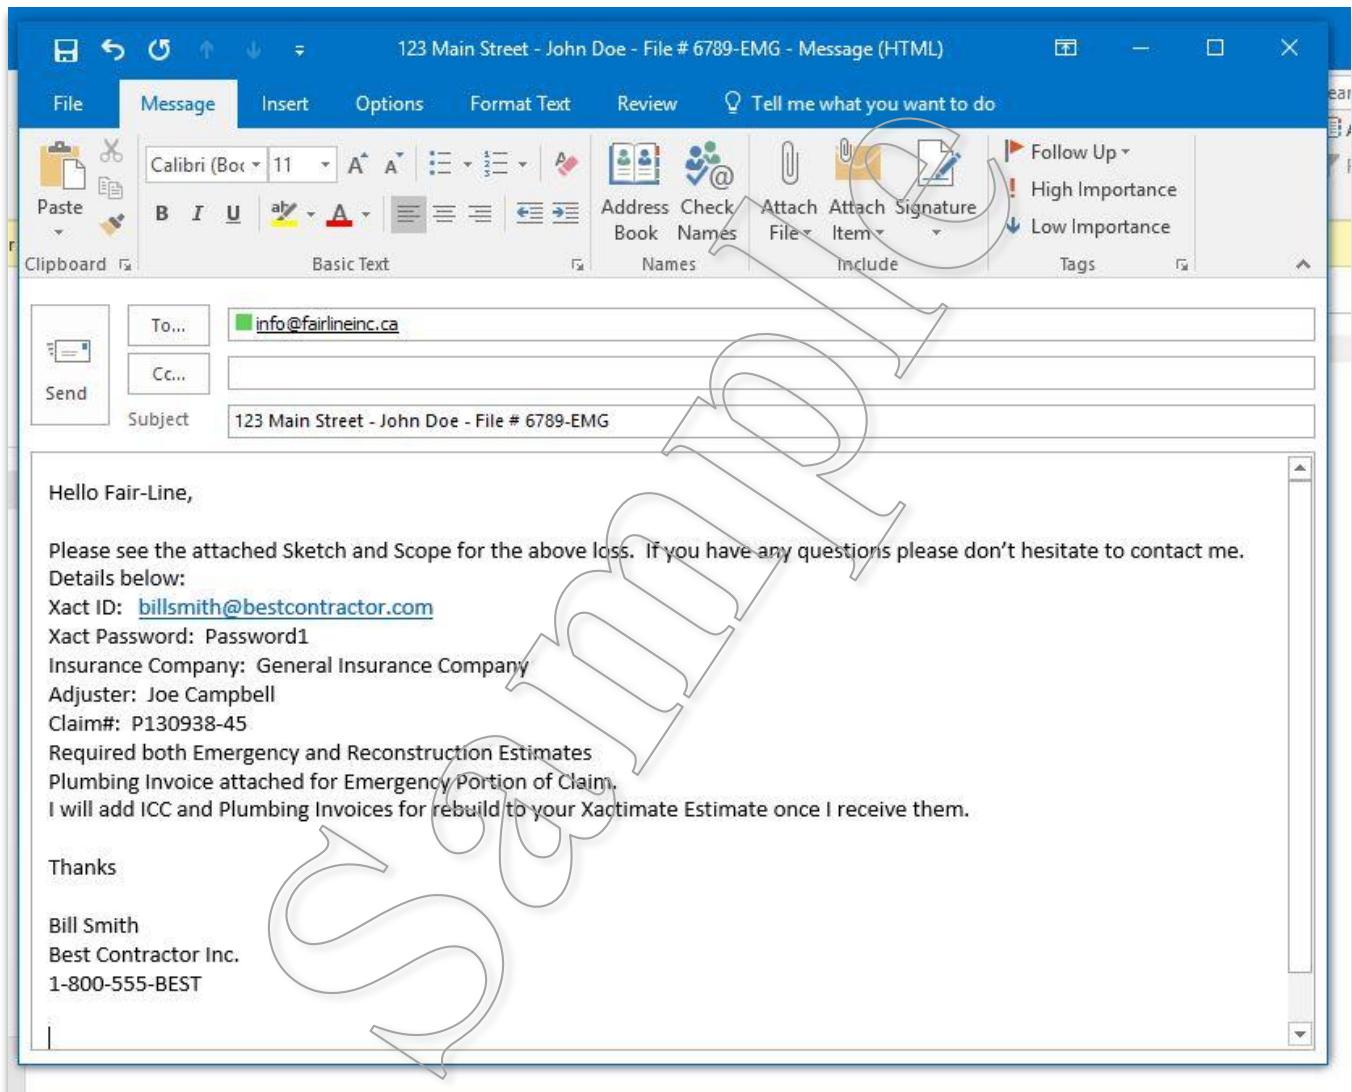 123 Main Street - John Doe - File # 6789-EMG - Message (HTML)
File Message Insert Options Format Text Review Tell me what you want to do
Calibri (Boc 11
Paste
B I U
Address Book
Check Names
Attach File
Attach Item
Signature
Follow Up
High Importance
Low Importance
Clipboard Basic Text Names Include Tags
Send
To... info@fairlineinc.ca
Cc...
Subject 123 Main Street - John Doe - File # 6789-EMG
Hello Fair-Line,
Please see the attached Sketch and Scope for the above loss. If you have any questions please don't hesitate to contact me.
Details below:
Xact ID: billsmith@bestcontractor.com
Xact Password: Password1
Insurance Company: General Insurance Company
Adjuster: Joe Campbell
Claim#: P130938-45
Required both Emergency and Reconstruction Estimates
Plumbing Invoice attached for Emergency Portion of Claim.
I will add ICC and Plumbing Invoices for rebuild to your Xactimate Estimate once I receive them.
Thanks
Bill Smith
Best Contractor Inc.
1-800-555-BEST
Sample